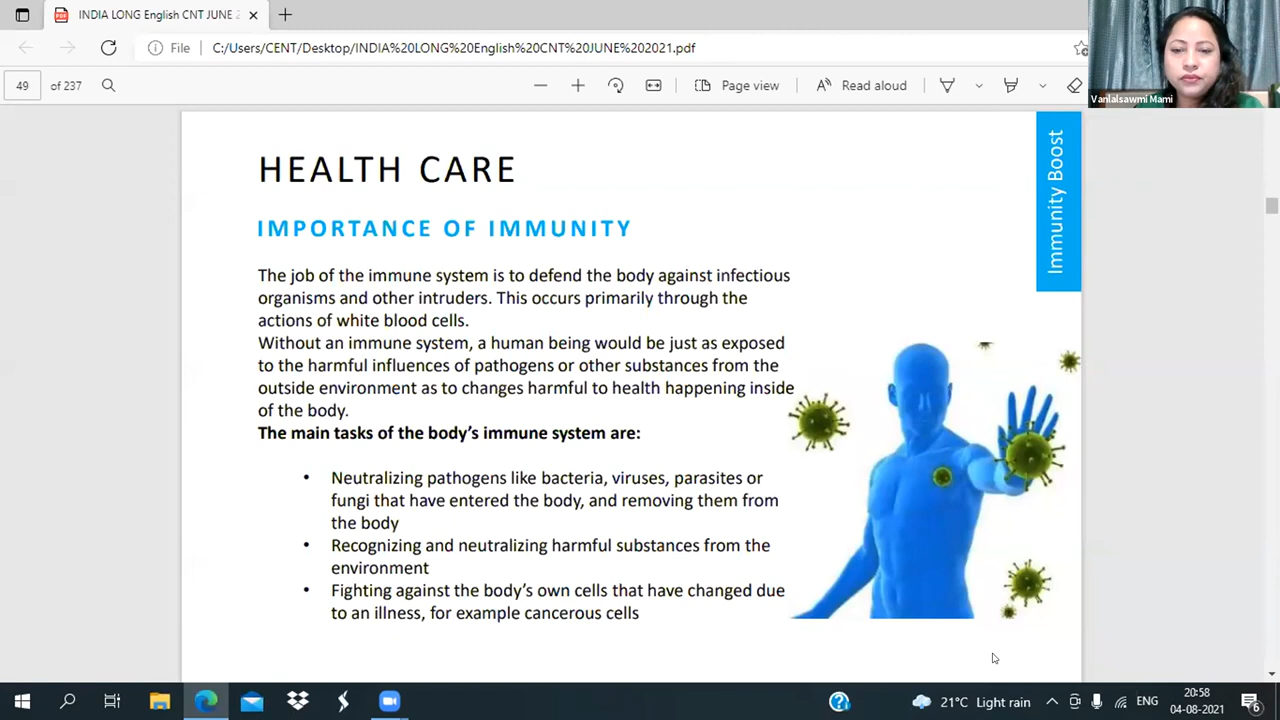 INDIA LONG English CNT JUNE 2
File
C:/Users/CENT/Desktop/INDIA%20LONG%20English%20CNT%20JUNE%202021.pdf
49 of 237
Page view
Read aloud
Vanlalsawmi Mami
HEALTH CARE
Immunity Boost
IMPORTANCE OF IMMUNITY
The job of the immune system is to defend the body against infectious
organisms and other intruders. This occurs primarily through the
actions of white blood cells.
Without an immune system, a human being would be just as exposed
to the harmful influences of pathogens or other substances from the
outside environment as to changes harmful to health happening inside
of the body.
The main tasks of the body's immune system are:
• Neutralizing pathogens like bacteria, viruses, parasites or
fungi that have entered the body, and removing them from
the body
• Recognizing and neutralizing harmful substances from the
environment
• Fighting against the body's own cells that have changed due
to an illness, for example cancerous cells
21°C Light rain
ENG
20:58
04-08-2021
6